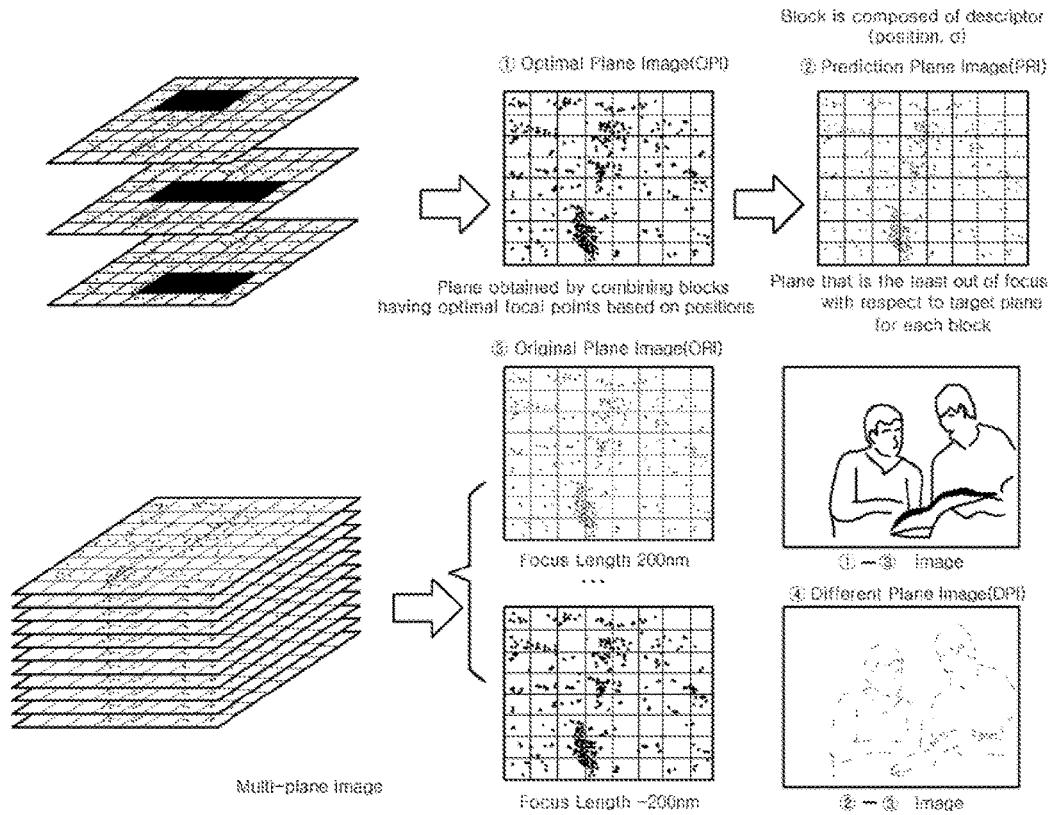 Block is composed of descriptor
(position, σ)
① Optimal Plane Image(OPI)
② Prediction Plane Image(PRI)
Plane obtained by combining blocks
having optimal focal points based on positions
Plane that is the least out of focus
with respect to target plane
for each block
③ Original Plane Image(ORI)
Focus Length 200nm
...
① - ③ Image
④ Different Plane Image(DPI)
Multi-plane image
Focus Length -200nm
② - ③ Image